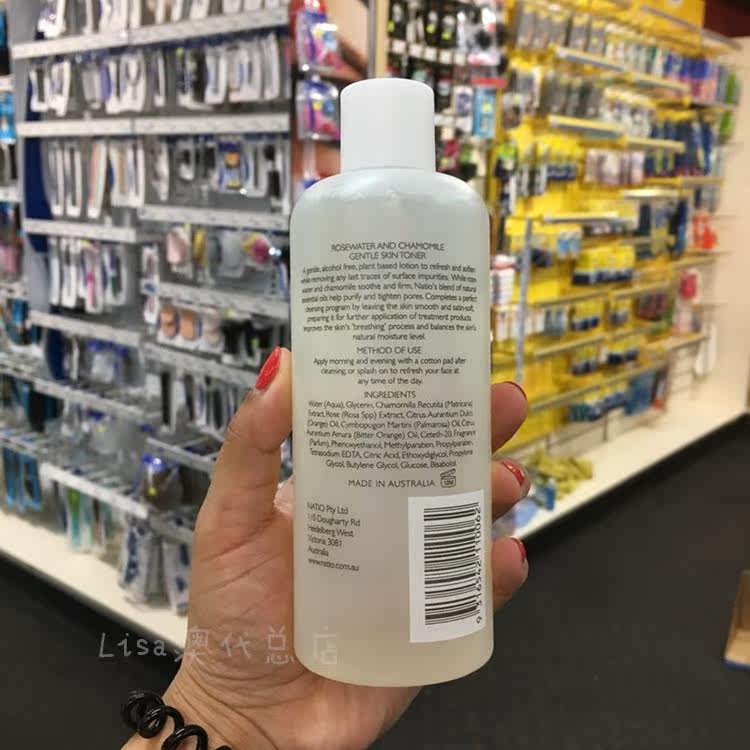 ROSEWATER AND CHAMOMILE
GENTLE SKIN TONER
A gentle, alcohol free, plant based lotion to refresh and soften
while removing any last traces of surface impurities. While rose
water and chamomile soothe and firm, Natio's blend of natural
essential oils help purify and tighten pores. Completes a perfect
cleansing program by leaving the skin smooth and satin-soft,
preparing it for further application of treatment products.
Improves the skin's "breathing" process and balances the skin's
natural moisture level.
METHOD OF USE
Apply morning and evening with a cotton pad after
cleansing, or splash on to refresh your face at
any time of the day.
INGREDIENTS
Water (Aqua), Glycerin, Chamomilla Recutita (Matricaria)
Extract, Rose (Rosa Spp) Extract, Citrus Aurantium Dulcis
(Orange) Oil, Cymbopogon Martini (Palmarosa) Oil, Citrus
Aurantium Amara (Bitter Orange) Oil, Ceteth-20, Fragrance
(Parfum), Phenoxyethanol, Methylparaben, Propylparaben,
Tetrasodium EDTA, Citric Acid, Ethoxydiglycol, Propylene
Glycol, Butylene Glycol, Glucose, Bisabolol.
MADE IN AUSTRALIA
NATIO Pty Ltd
110 Dougharty Rd
Heidelberg West
Victoria 3081
Australia
www.natio.com.au
9 316542 110062
Lisa澳代总店